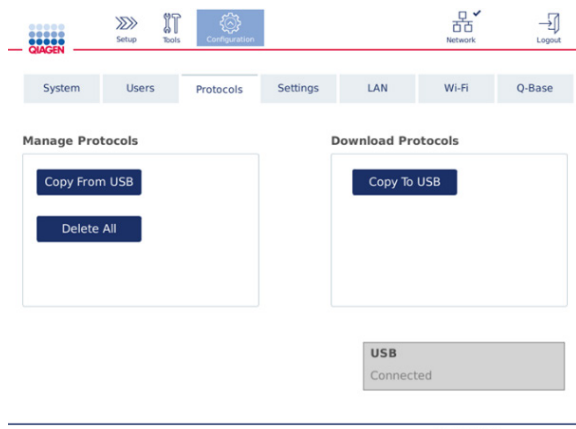 QIAGEN
Setup
Tools
Configuration
Network
Logout
System Users Protocols Settings LAN Wi-Fi Q-Base
Manage Protocols
Copy From USB
Delete All
Download Protocols
Copy To USB
USB
Connected